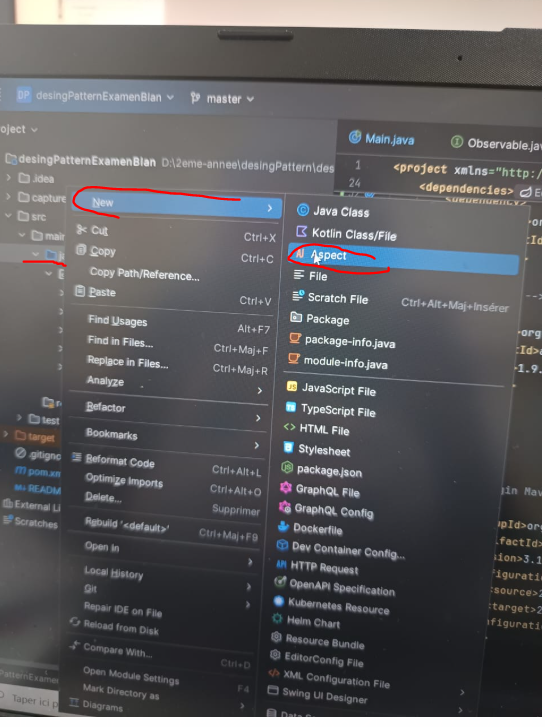 DP desingPatternExamenBlan
master
oject
desingPatternExamenBlan D:\2eme-annee\desingPattern\des
.idea
capture
src
main
test
target
.gitigno
pom.xm
README
External Li
Scratches
Main.java
Observable.jav
1
<project xmlns="http:/
24
<dependencies>
<dependency>
New
Cut Ctrl+X
Copy Ctrl+C
Copy Path/Reference...
Paste Ctrl+V
Find Usages Alt+F7
Find in Files... Ctrl+Maj+F
Replace in Files... Ctrl+Maj+R
Analyze
Refactor
Bookmarks
Reformat Code Ctrl+Alt+L
Optimize Imports Ctrl+Alt+O
Delete... Supprimer
Rebuild '<default>' Ctrl+Maj+F9
Open In
Local History
Git
Repair IDE on File
Reload from Disk
Compare With... Ctrl+D
Open Module Settings F4
Mark Directory as
Diagrams
Java Class
Kotlin Class/File
AJ Aspect
File
Scratch File Ctrl+Alt+Maj+Insérer
Package
package-info.java
module-info.java
JS JavaScript File
TS TypeScript File
HTML File
Stylesheet
package.json
GraphQL File
GraphQL Config
Dockerfile
Dev Container Config...
API HTTP Request
OpenAPI Specification
Kubernetes Resource
Helm Chart
Resource Bundle
EditorConfig File
XML Configuration File
Swing UI Designer
PatternExamen
Taper ici p